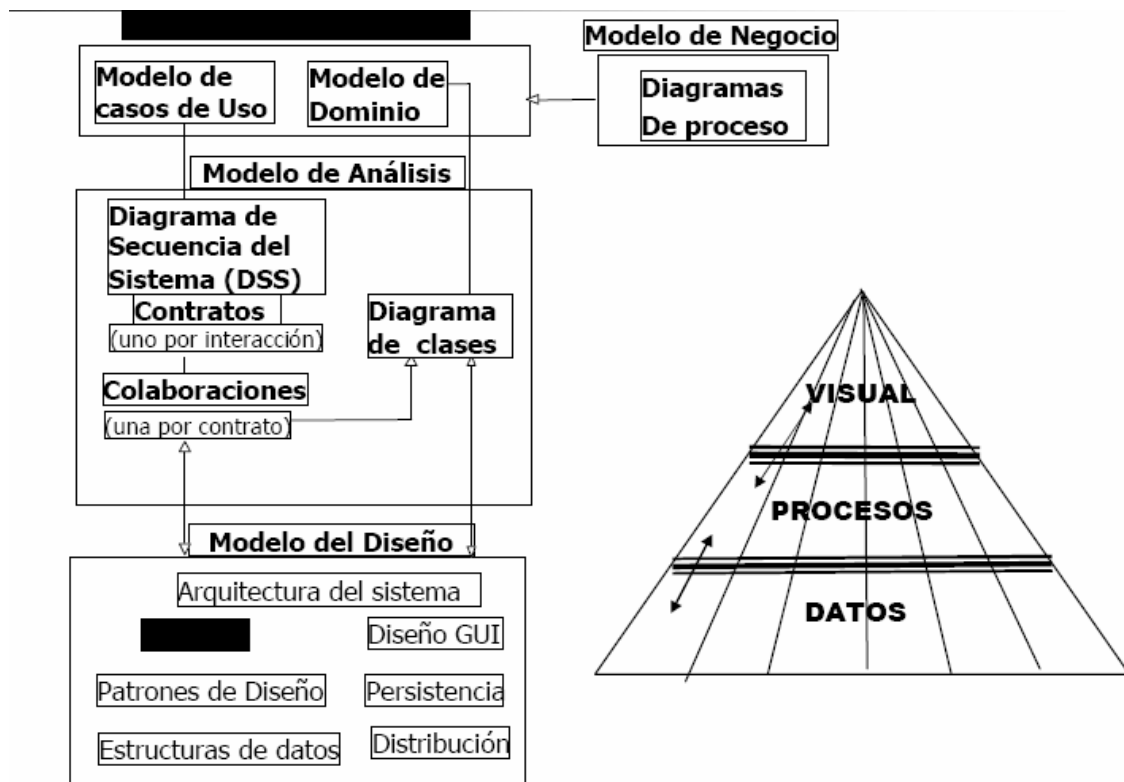 Modelo de Negocio
Modelo de
casos de Uso
Modelo de
Dominio
Diagramas
De proceso
Modelo de Análisis
Diagrama de
Secuencia del
Sistema (DSS)
Contratos
(uno por interacción)
Diagrama
de clases
Colaboraciones
(una por contrato)
Modelo del Diseño
Arquitectura del sistema
Diseño GUI
Patrones de Diseño
Persistencia
Estructuras de datos
Distribución
VISUAL
PROCESOS
DATOS